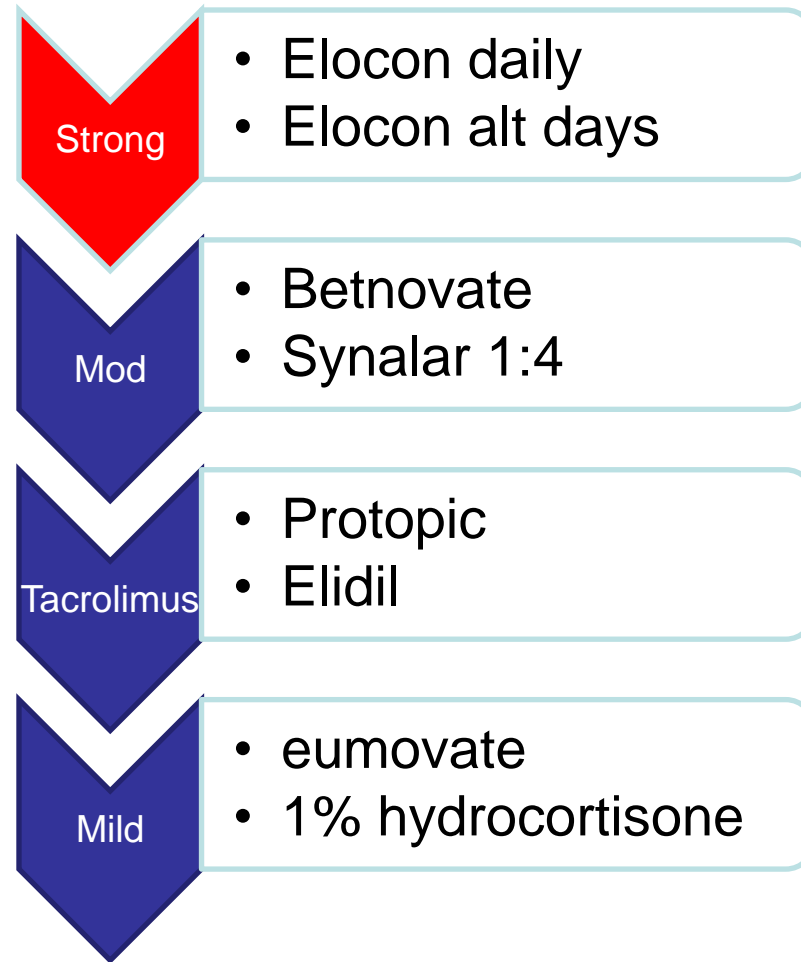 Strong
• Elocon daily
• Elocon alt days
Mod
• Betnovate
• Synalar 1:4
Tacrolimus
• Protopic
• Elidil
Mild
• eumovate
• 1% hydrocortisone